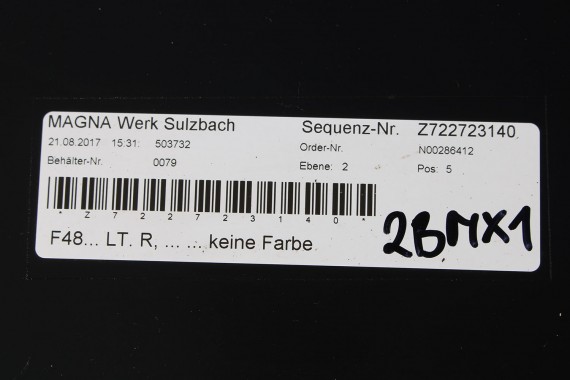 MAGNA Werk Sulzbach Sequenz-Nr. Z722723140
21.08.2017 15:31: 503732 Order-Nr. N00286412
Behälter-Nr. 0079 Ebene: 2 Pos: 5
* Z 7 2 2 7 2 3 1 4 0 *
F48... LT. R, ... ... keine Farbe
2BMX1